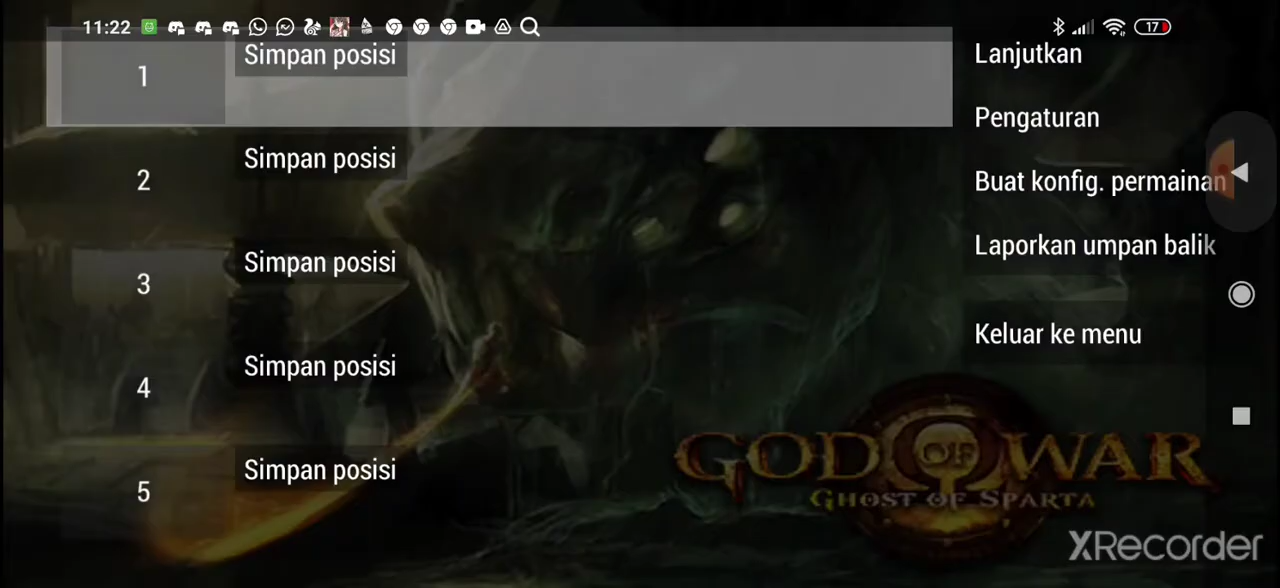 11:22
17
1
Simpan posisi
2
Simpan posisi
3
Simpan posisi
4
Simpan posisi
5
Simpan posisi
Lanjutkan
Pengaturan
Buat konfig. permainan
Laporkan umpan balik
Keluar ke menu
GOD OF WAR
GHOST OF SPARTA
XRecorder